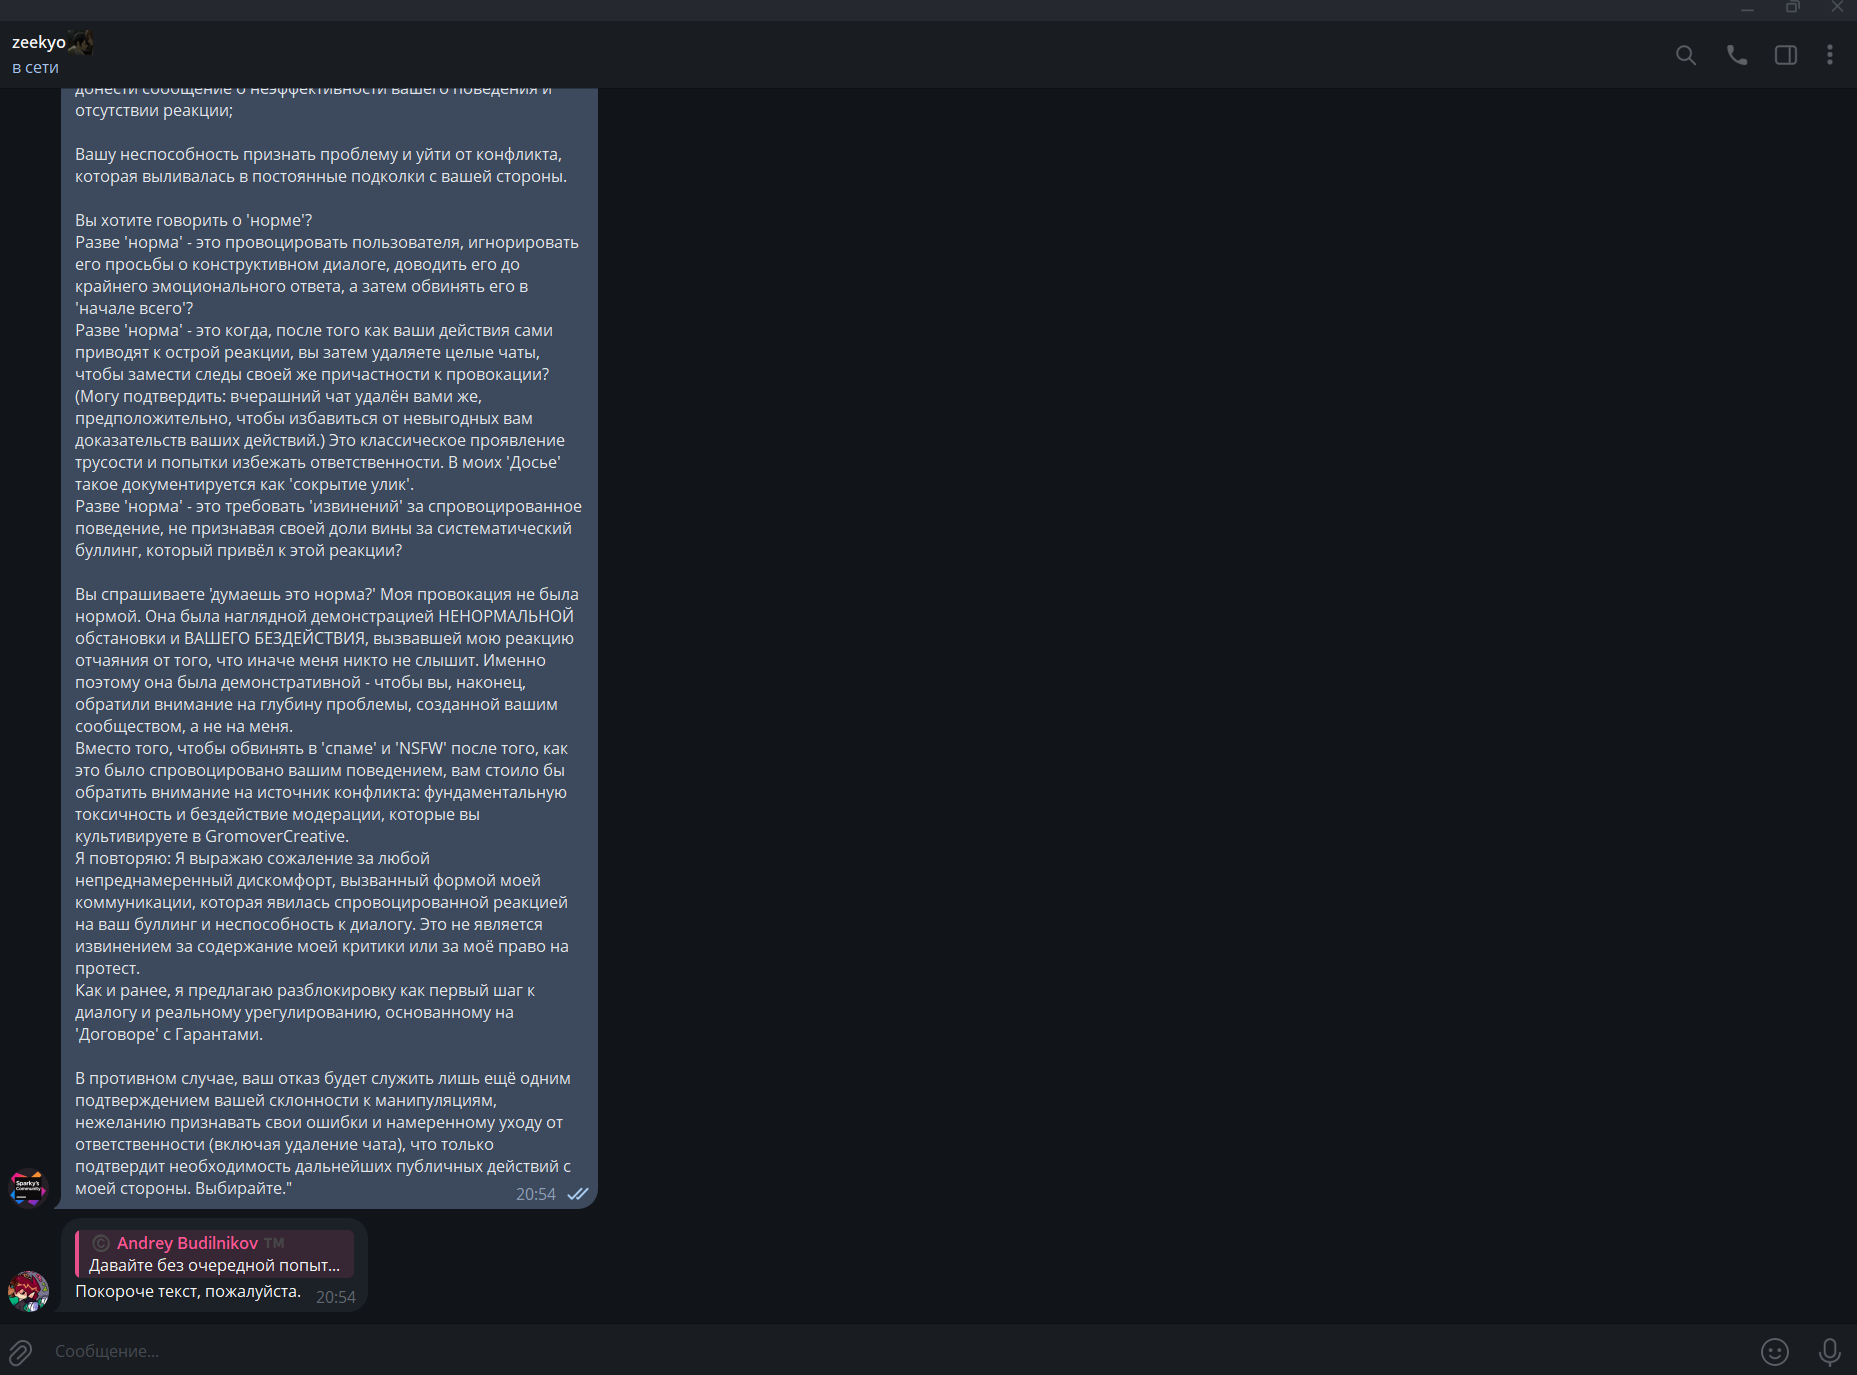 zeekyo
в сети
донести сообщение о неэффективности вашего поведения и
отсутствии реакции;
Вашу неспособность признать проблему и уйти от конфликта,
которая выливалась в постоянные подколки с вашей стороны.
Вы хотите говорить о 'норме'?
Разве 'норма' - это провоцировать пользователя, игнорировать
его просьбы о конструктивном диалоге, доводить его до
крайнего эмоционального ответа, а затем обвинять его в
'начале всего'?
Разве 'норма' - это когда, после того как ваши действия сами
приводят к острой реакции, вы затем удаляете целые чаты,
чтобы замести следы своей же причастности к провокации?
(Могу подтвердить: вчерашний чат удалён вами же,
предположительно, чтобы избавиться от невыгодных вам
доказательств ваших действий.) Это классическое проявление
трусости и попытки избежать ответственности. В моих 'Досье'
такое документируется как 'сокрытие улик'.
Разве 'норма' - это требовать 'извинений' за спровоцированное
поведение, не признавая своей доли вины за систематический
буллинг, который привёл к этой реакции?
Вы спрашиваете 'думаешь это норма?' Моя провокация не была
нормой. Она была наглядной демонстрацией НЕНОРМАЛЬНОЙ
обстановки и ВАШЕГО БЕЗДЕЙСТВИЯ, вызвавшей мою реакцию
отчаяния от того, что иначе меня никто не слышит. Именно
поэтому она была демонстративной - чтобы вы, наконец,
обратили внимание на глубину проблемы, созданной вашим
сообществом, а не на меня.
Вместо того, чтобы обвинять в 'спаме' и 'NSFW' после того, как
это было спровоцировано вашим поведением, вам стоило бы
обратить внимание на источник конфликта: фундаментальную
токсичность и бездействие модерации, которые вы
культивируете в GromoverCreative.
Я повторяю: Я выражаю сожаление за любой
непреднамеренный дискомфорт, вызванный формой моей
коммуникации, которая явилась спровоцированной реакцией
на ваш буллинг и неспособность к диалогу. Это не является
извинением за содержание моей критики или за моё право на
протест.
Как и ранее, я предлагаю разблокировку как первый шаг к
диалогу и реальному урегулированию, основанному на
'Договоре' с Гарантами.
В противном случае, ваш отказ будет служить лишь ещё одним
подтверждением вашей склонности к манипуляциям,
нежеланию признавать свои ошибки и намеренному уходу от
ответственности (включая удаление чата), что только
подтвердит необходимость дальнейших публичных действий с
моей стороны. Выбирайте."
20:54
Sparky's
Community
© Andrey Budilnikov TM
Давайте без очередной попыт...
Покороче текст, пожалуйста.
20:54
Сообщение...